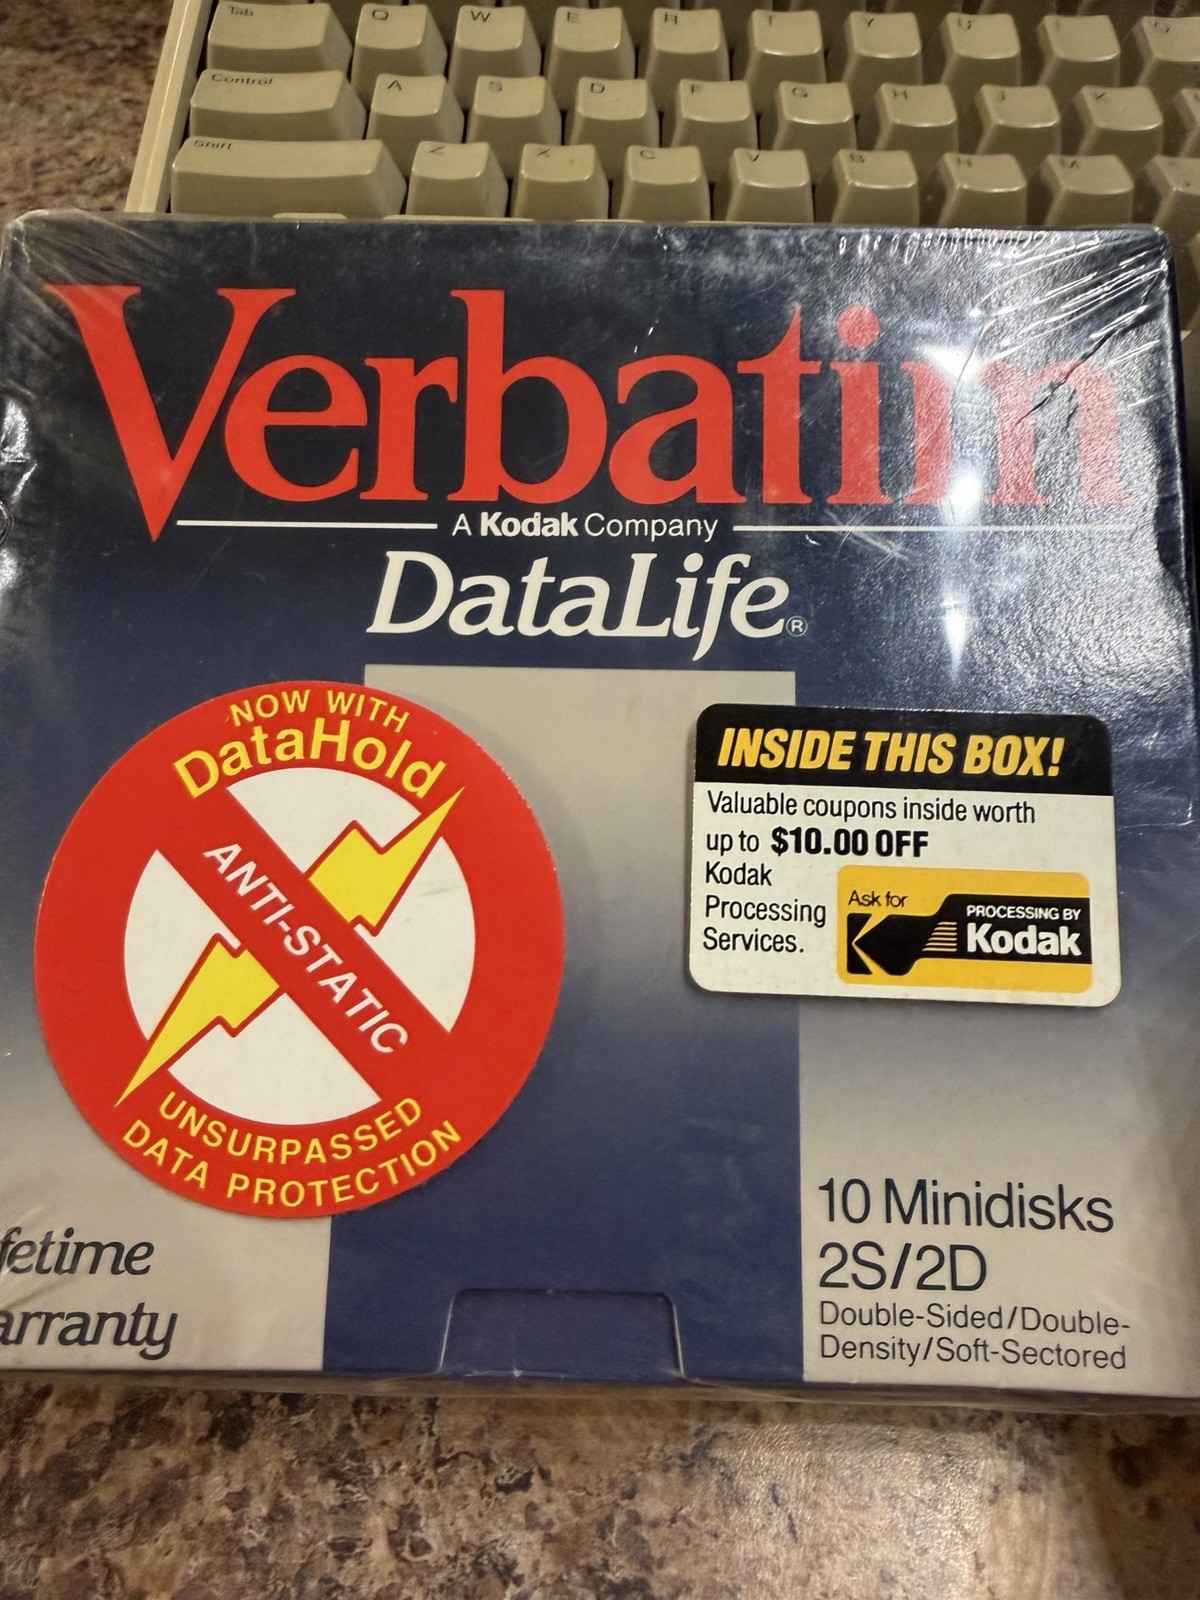 Tab Q W E R T Y U I O
Control A S D F G H J K
Shift Z X C V B N M
Verbatim
A Kodak Company
DataLife®
NOW WITH
DataHold
ANTI-STATIC
UNSURPASSED
DATA PROTECTION
INSIDE THIS BOX!
Valuable coupons inside worth
up to $10.00 OFF
Kodak
Processing
Services.
Ask for
PROCESSING BY
Kodak
fetime
arranty
10 Minidisks
2S/2D
Double-Sided/Double-
Density/Soft-Sectored